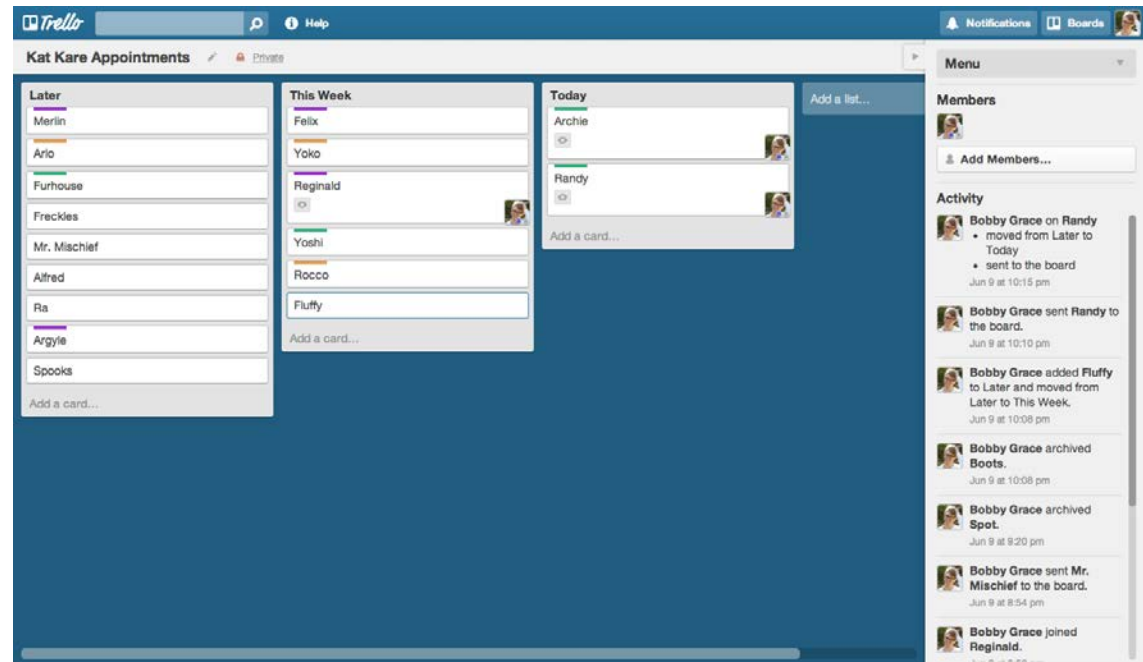 Trello
Help
Notifications
Boards
Kat Kare Appointments
Private
Later
Merlin
Arlo
Furhouse
Freckles
Mr. Mischief
Alfred
Ra
Argyle
Spooks
Add a card...
This Week
Felix
Yoko
Reginald
Yoshi
Rocco
Fluffy
Add a card...
Today
Archie
Randy
Add a card...
Add a list...
Menu
Members
Add Members...
Activity
Bobby Grace on Randy
• moved from Later to
Today
• sent to the board
Jun 9 at 10:15 pm
Bobby Grace sent Randy to
the board.
Jun 9 at 10:10 pm
Bobby Grace added Fluffy
to Later and moved from
Later to This Week.
Jun 9 at 10:08 pm
Bobby Grace archived
Boots.
Jun 9 at 10:08 pm
Bobby Grace archived
Spot.
Jun 9 at 9:20 pm
Bobby Grace sent Mr.
Mischief to the board.
Jun 9 at 8:54 pm
Bobby Grace joined
Reginald.